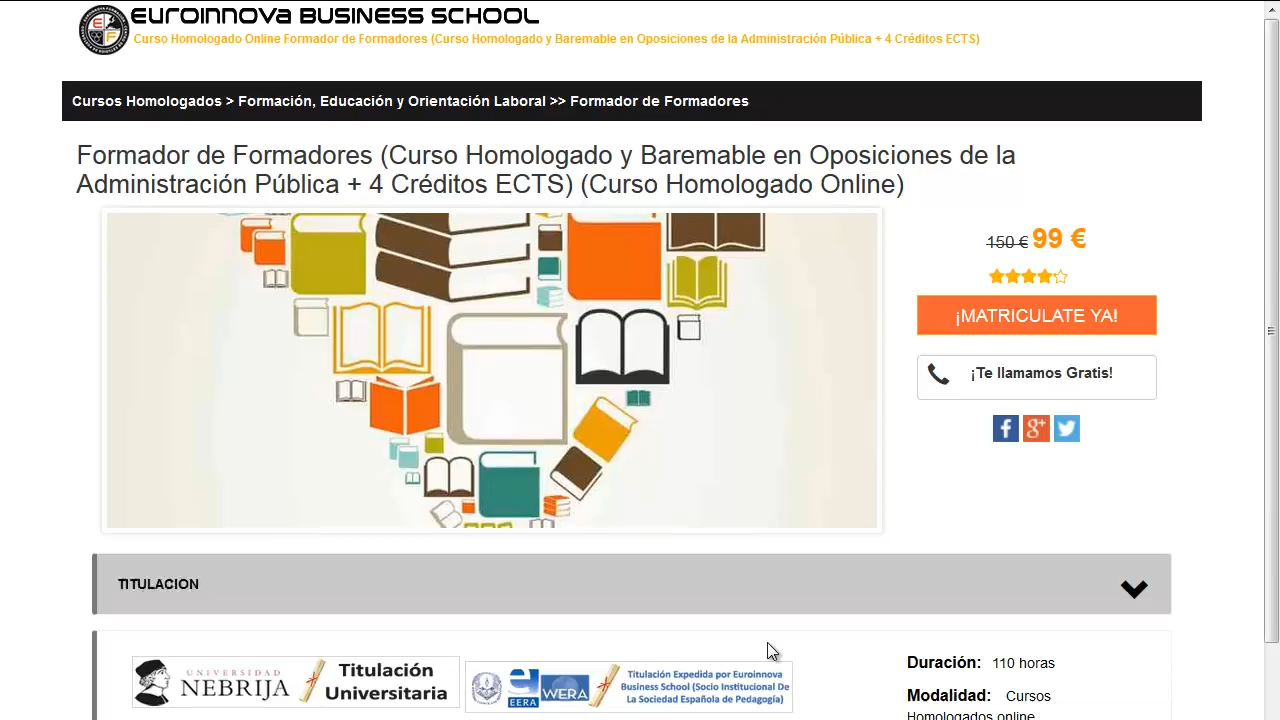 EUROINNOVA BUSINESS SCHOOL
Curso Homologado Online Formador de Formadores (Curso Homologado y Baremable en Oposiciones de la Administración Pública + 4 Créditos ECTS)
Cursos Homologados > Formación, Educación y Orientación Laboral >> Formador de Formadores
Formador de Formadores (Curso Homologado y Baremable en Oposiciones de la
Administración Pública + 4 Créditos ECTS) (Curso Homologado Online)
150 € 99 €
¡MATRICULATE YA!
¡Te llamamos Gratis!
TITULACION
UNIVERSIDAD
NEBRIJA
Titulación
Universitaria
EERA
WERA
Titulación Expedida por Euroinnova
Business School (Socio Institucional De
La Sociedad Española de Pedagogía)
Duración: 110 horas
Modalidad: Cursos
Homologados online